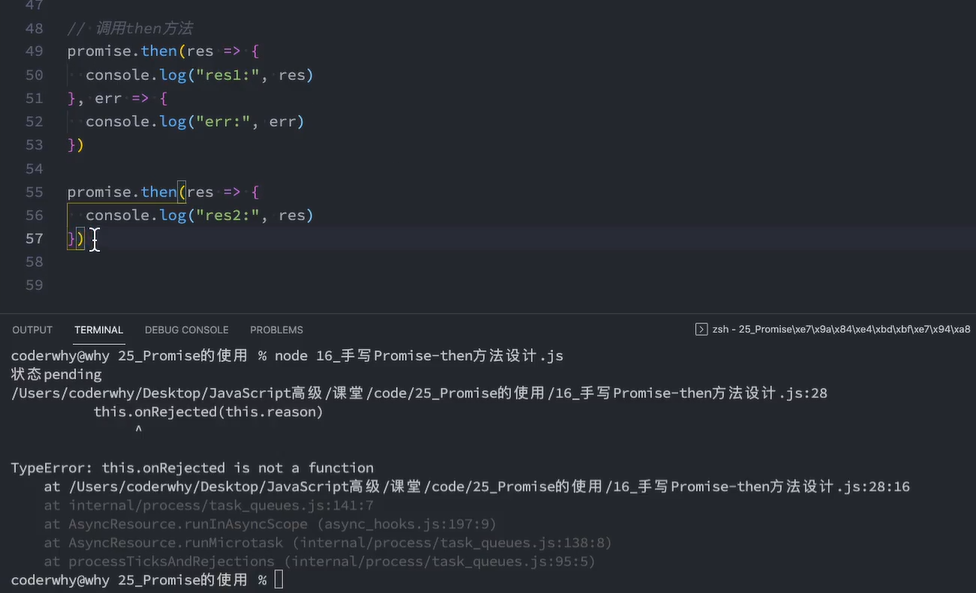 47
48 // 调用then方法
49 promise.then(res => {
50   console.log("res1:", res)
51 }, err => {
52   console.log("err:", err)
53 })
54
55 promise.then(res => {
56   console.log("res2:", res)
57 })
58
59
OUTPUT TERMINAL DEBUG CONSOLE PROBLEMS zsh - 25_Promise\xe7\x9a\x84\xe4\xbd\xbf\xe7\x94\xa8
coderwhy@why 25_Promise的使用 % node 16_手写Promise-then方法设计.js
状态pending
/Users/coderwhy/Desktop/JavaScript高级/课堂/code/25_Promise的使用/16_手写Promise-then方法设计.js:28
          this.onRejected(this.reason)
               ^
TypeError: this.onRejected is not a function
    at /Users/coderwhy/Desktop/JavaScript高级/课堂/code/25_Promise的使用/16_手写Promise-then方法设计.js:28:16
    at internal/process/task_queues.js:141:7
    at AsyncResource.runInAsyncScope (async_hooks.js:197:9)
    at AsyncResource.runMicrotask (internal/process/task_queues.js:138:8)
    at processTicksAndRejections (internal/process/task_queues.js:95:5)
coderwhy@why 25_Promise的使用 %